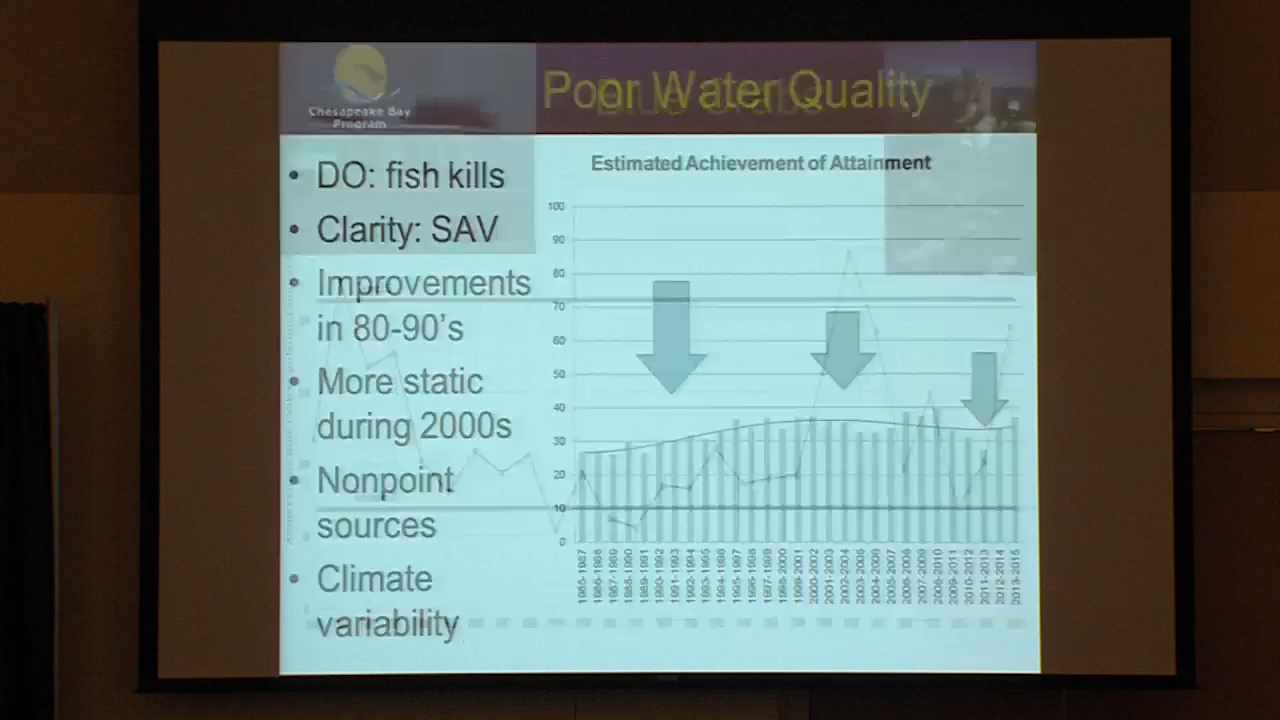 Chesapeake Bay
Program
Poor Water Quality
• DO: fish kills
• Clarity: SAV
• Improvements
in 80-90's
• More static
during 2000s
• Nonpoint
sources
• Climate
variability
Estimated Achievement of Attainment
100
90
80
70
60
50
40
30
20
10
0
1985-1987
1986-1988
1987-1989
1988-1990
1989-1991
1990-1992
1991-1993
1992-1994
1993-1995
1994-1996
1995-1997
1996-1998
1997-1999
1998-2000
1999-2001
2000-2002
2001-2003
2002-2004
2003-2005
2004-2006
2005-2007
2006-2008
2007-2009
2008-2010
2009-2011
2010-2012
2011-2013
2012-2014
2013-2015